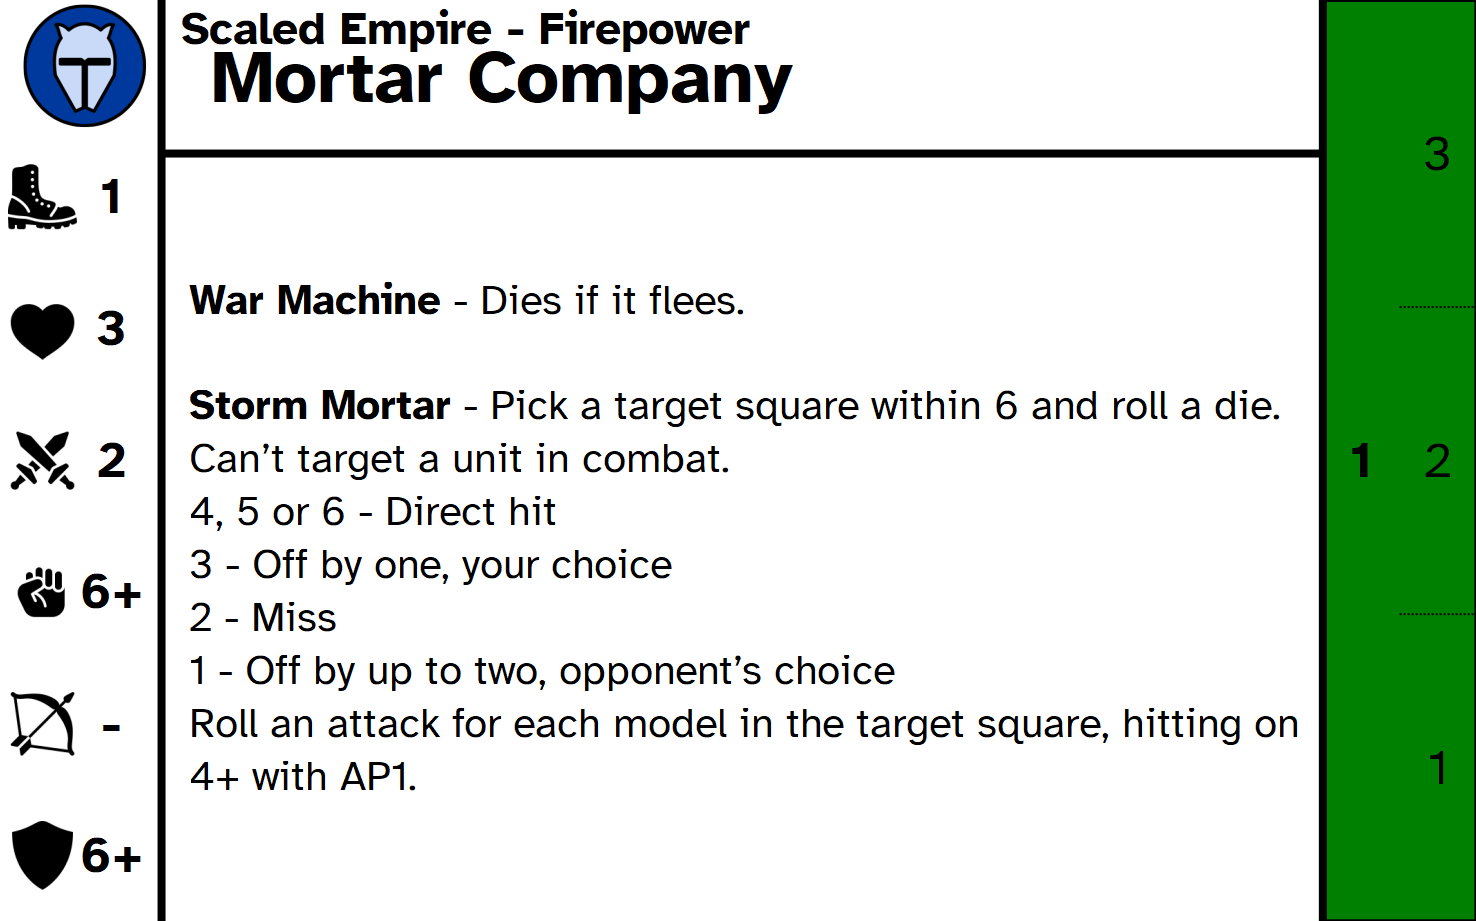 Scaled Empire - Firepower
Mortar Company
1
3
2
6+
-
6+
War Machine - Dies if it flees.
Storm Mortar - Pick a target square within 6 and roll a die.
Can’t target a unit in combat.
4, 5 or 6 - Direct hit
3 - Off by one, your choice
2 - Miss
1 - Off by up to two, opponent’s choice
Roll an attack for each model in the target square, hitting on
4+ with AP1.
3
1 2
1